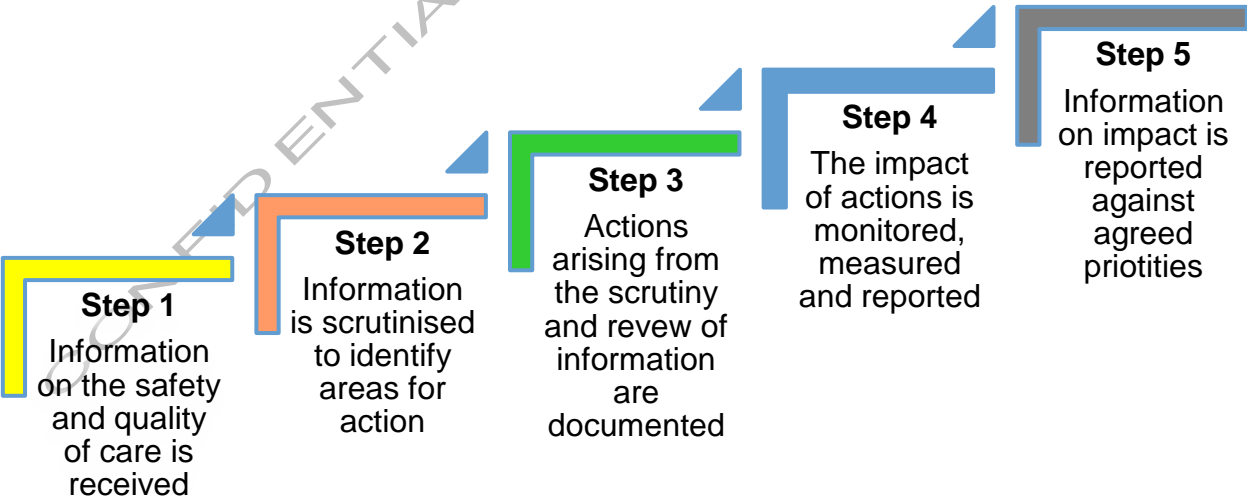 CONFIDENTIA
Step 1
Information
on the safety
and quality
of care is
received
Step 2
Information
is scrutinised
to identify
areas for
action
Step 3
Actions
arising from
the scrutiny
and revew of
information
are
documented
Step 4
The impact
of actions is
monitored,
measured
and reported
Step 5
Information
on impact is
reported
against
agreed
priotities